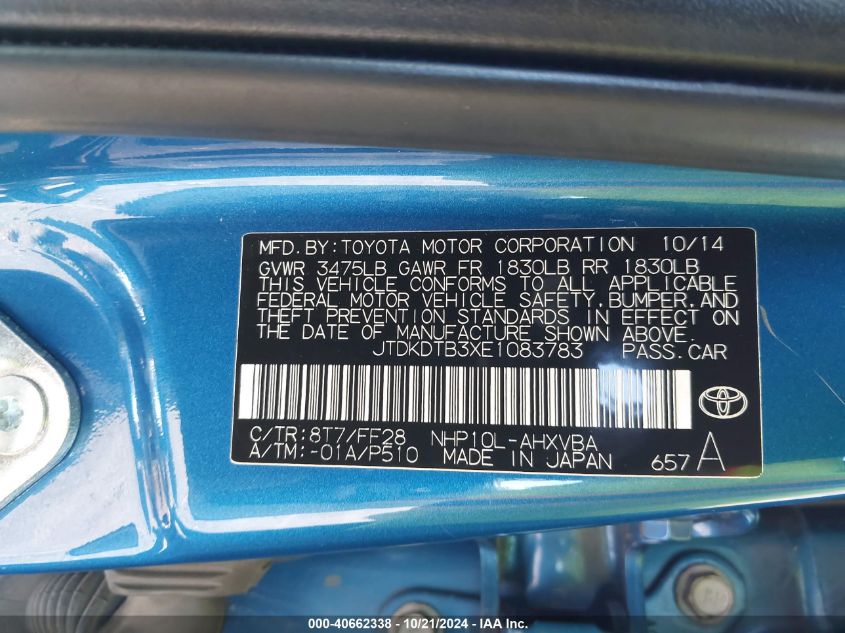 MFD. BY: TOYOTA MOTOR CORPORATION 10/14
GVWR 3475LB GAWR FR 1830LB RR 1830LB
THIS VEHICLE CONFORMS TO ALL APPLICABLE
FEDERAL MOTOR VEHICLE SAFETY, BUMPER, AND
THEFT PREVENTION STANDARDS IN EFFECT ON
THE DATE OF MANUFACTURE SHOWN ABOVE.
JTDKDTB3XE1083783 PASS. CAR
C/TR: 8T7/FF28 NHP10L-AHXVBA
A/TM: -01A/P510 MADE IN JAPAN 657A
000-40662338 - 10/21/2024 - IAA